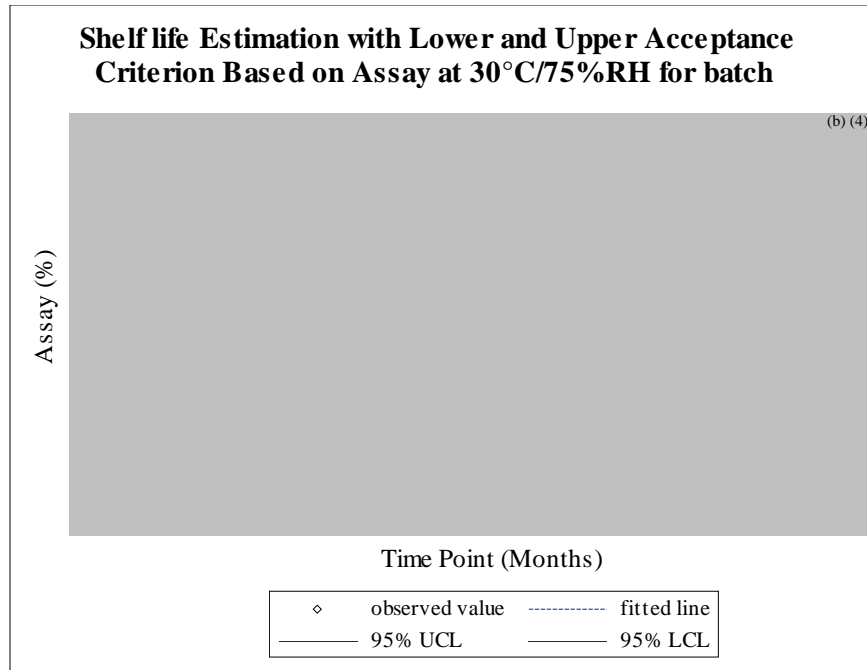 Shelf life Estimation with Lower and Upper Acceptance
Criterion Based on Assay at 30°C/75%RH for batch
(b) (4)
Assay (%)
Time Point (Months)
observed value fitted line
95% UCL 95% LCL